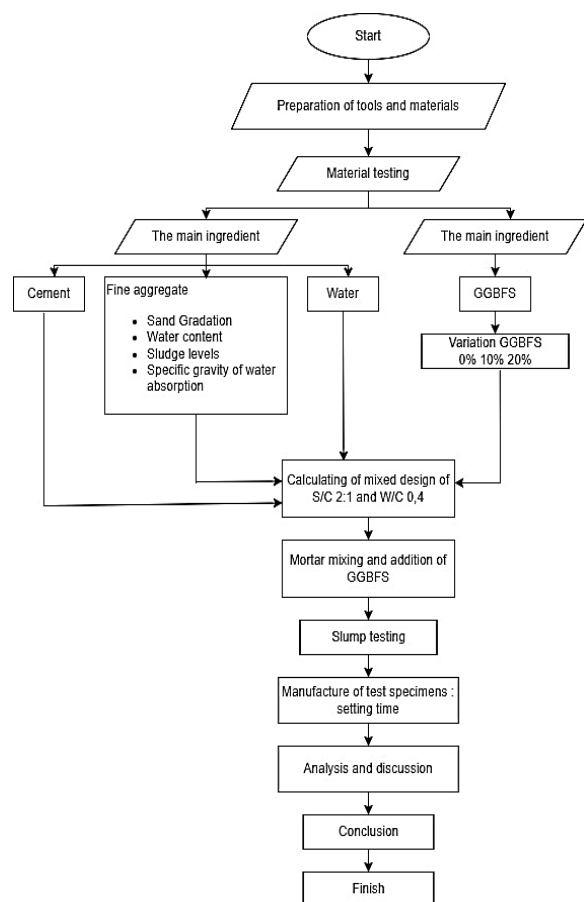 Start
Preparation of tools and materials
Material testing
The main ingredient
The main ingredient
Cement
Fine aggregate
• Sand Gradation
• Water content
• Sludge levels
• Specific gravity of water
absorption
Water
GGBFS
Variation GGBFS
0% 10% 20%
Calculating of mixed design of
S/C 2:1 and W/C 0,4
Mortar mixing and addition of
GGBFS
Slump testing
Manufacture of test specimens :
setting time
Analysis and discussion
Conclusion
Finish